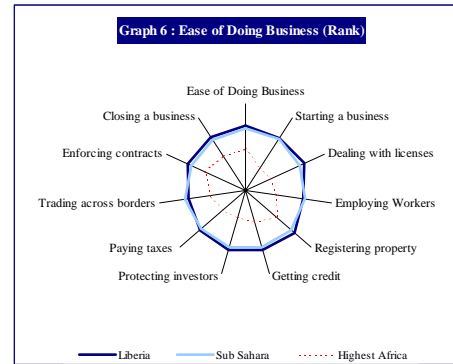 Graph 6 : Ease of Doing Business (Rank)
Ease of Doing Business
Closing a business
Starting a business
Enforcing contracts
Dealing with licenses
Trading across borders
Employing Workers
Paying taxes
Registering property
Protecting investors
Getting credit
Liberia Sub Sahara Highest Africa